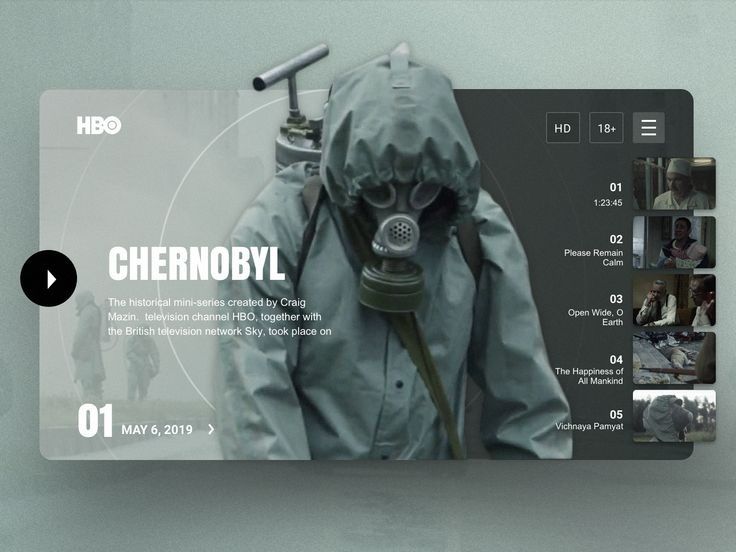 HBO
HD
18+
01
1:23:45
02
Please Remain
Calm
03
Open Wide, O
Earth
04
The Happiness of
All Mankind
05
Vichnaya Pamyat
CHERNOBYL
The historical mini-series created by Craig
Mazin. television channel HBO, together with
the British television network Sky, took place on
01 MAY 6, 2019